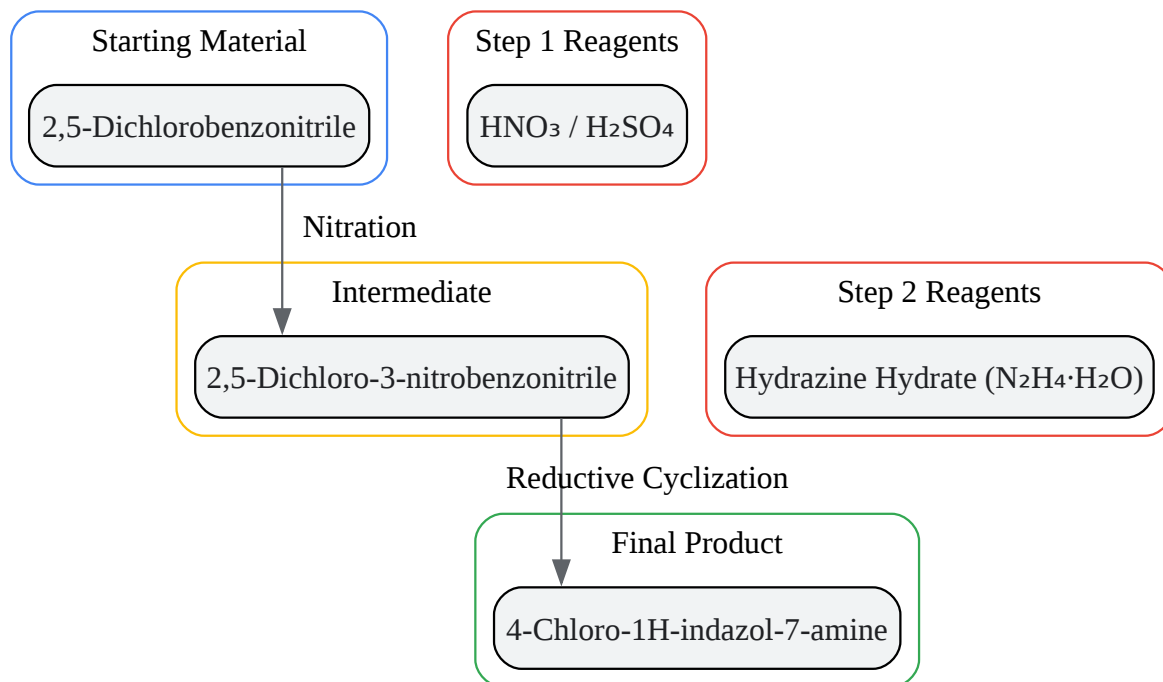 Starting Material
Step 1 Reagents
2,5-Dichlorobenzonitrile
HNO₃ / H₂SO₄
Nitration
Intermediate
Step 2 Reagents
2,5-Dichloro-3-nitrobenzonitrile
Hydrazine Hydrate (N₂H₄·H₂O)
Reductive Cyclization
Final Product
4-Chloro-1H-indazol-7-amine